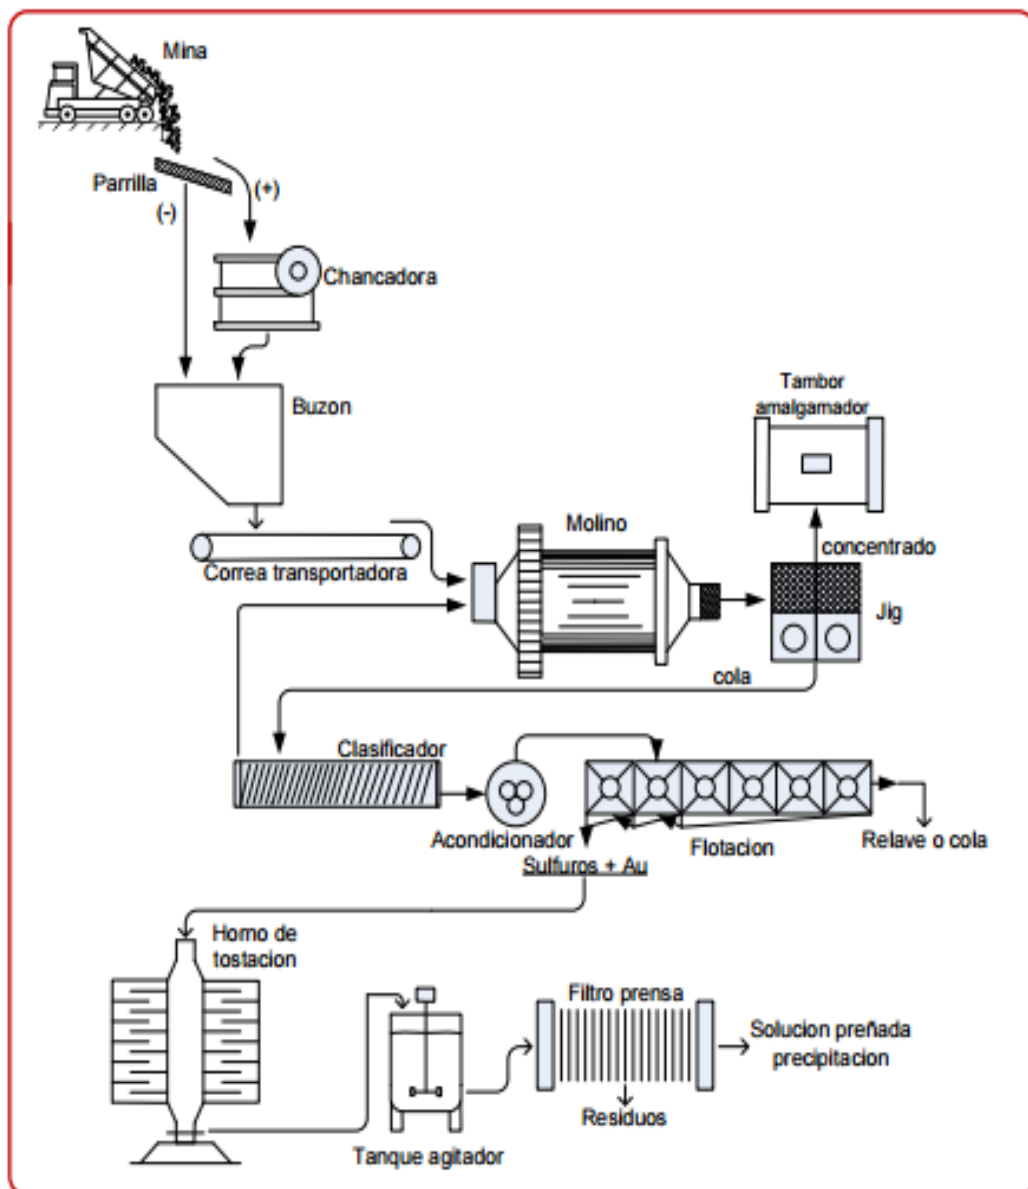 Mina
Parrilla
(-)
(+)
Chancadora
Buzon
Tambor
amalgamador
Molino
concentrado
Correa transportadora
Jig
cola
Clasificador
Acondicionador
Flotacion
Relave o cola
Sulfuros + Au
Horno de
tostacion
Filtro prensa
Solucion preñada
precipitacion
Residuos
Tanque agitador